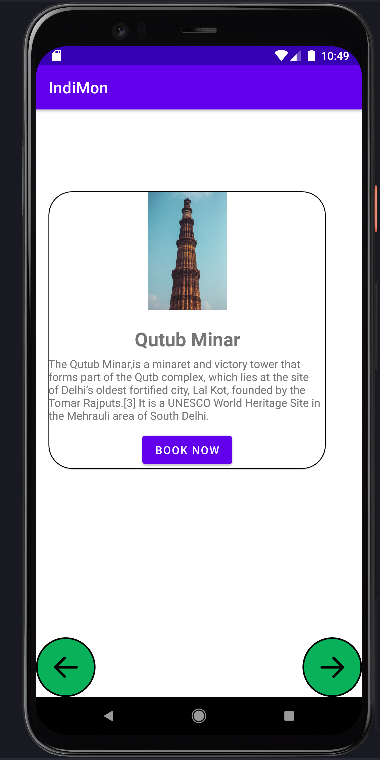 10:49
IndiMon
Qutub Minar
The Qutub Minar,is a minaret and victory tower that
forms part of the Qutb complex, which lies at the site
of Delhi's oldest fortified city, Lal Kot, founded by the
Tomar Rajputs.[3] It is a UNESCO World Heritage Site in
the Mehrauli area of South Delhi.
BOOK NOW